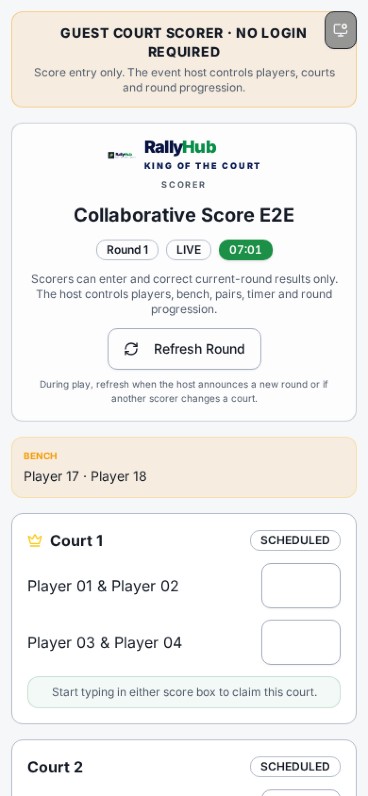 GUEST COURT SCORER · NO LOGIN
REQUIRED
Score entry only. The event host controls players, courts
and round progression.
RallyHub
RallyHub
KING OF THE COURT
SCORER
Collaborative Score E2E
Round 1
LIVE
07:01
Scorers can enter and correct current-round results only.
The host controls players, bench, pairs, timer and round
progression.
Refresh Round
During play, refresh when the host announces a new round or if
another scorer changes a court.
BENCH
Player 17 · Player 18
Court 1
SCHEDULED
Player 01 & Player 02
Player 03 & Player 04
Start typing in either score box to claim this court.
Court 2
SCHEDULED